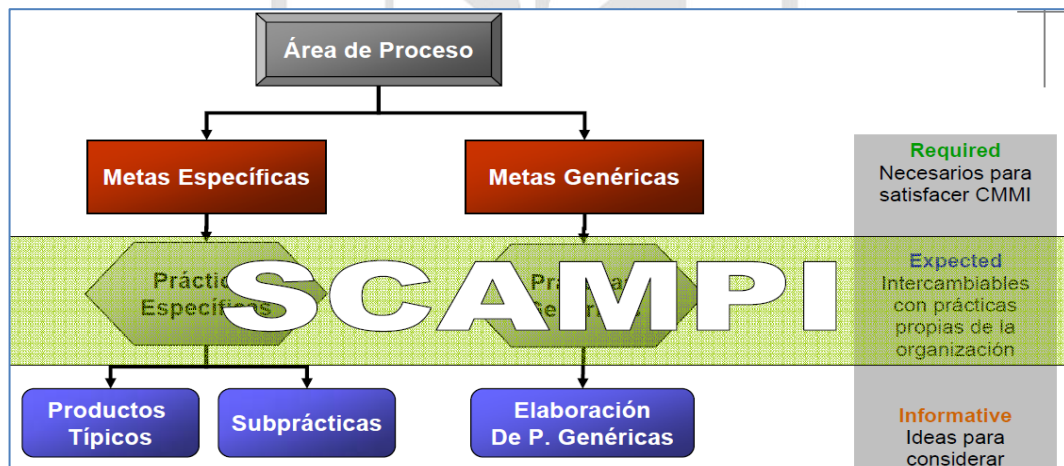 Área de Proceso
Metas Específicas
Metas Genéricas
Required
Necesarios para
satisfacer CMMI
SCAMPI
Específicas
Expected
Intercambiables
con prácticas
propias de la
organización
Productos
Típicos
Subprácticas
Elaboración
De P. Genéricas
Informative
Ideas para
considerar